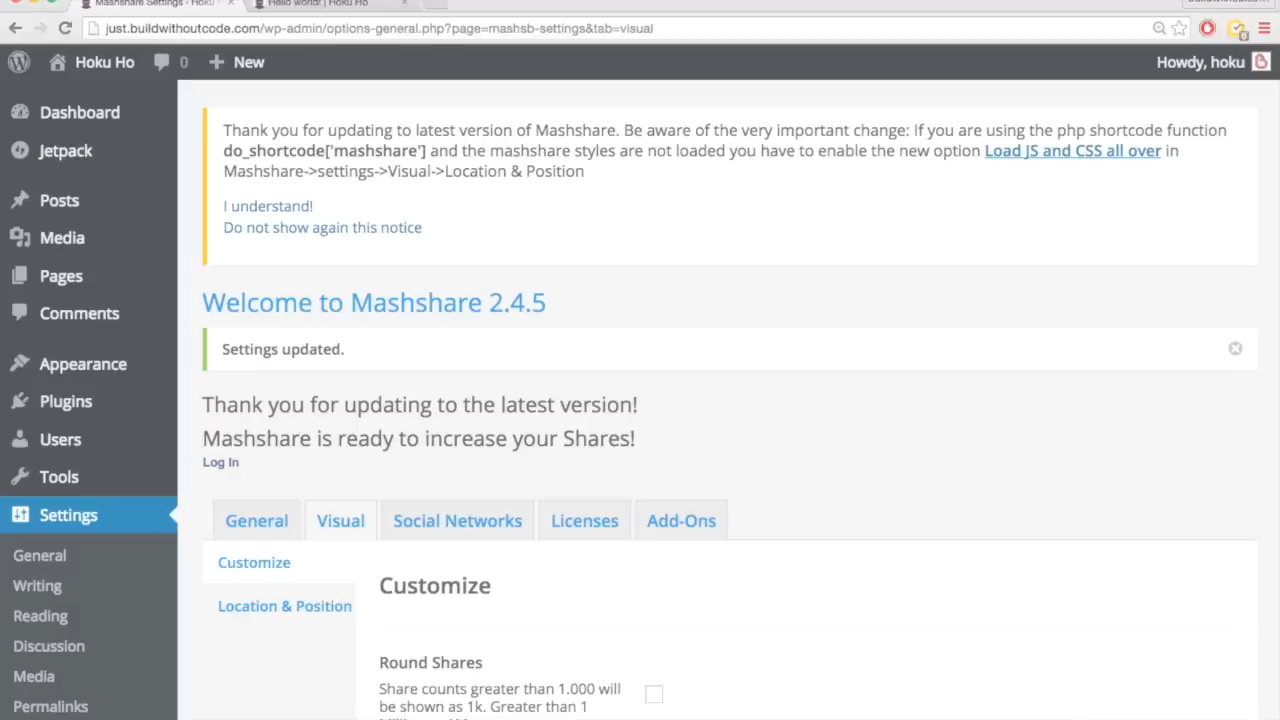 Mashshare Settings - Hoku
Hello world! | Hoku Ho
just.buildwithoutcode.com/wp-admin/options-general.php?page=mashsb-settings&tab=visual
Hoku Ho 0 New Howdy, hoku
Dashboard
Jetpack
Posts
Media
Pages
Comments
Appearance
Plugins
Users
Tools
Settings
General
Writing
Reading
Discussion
Media
Permalinks
Thank you for updating to latest version of Mashshare. Be aware of the very important change: If you are using the php shortcode function
do_shortcode['mashshare'] and the mashshare styles are not loaded you have to enable the new option Load JS and CSS all over in
Mashshare->settings->Visual->Location & Position
I understand!
Do not show again this notice
Welcome to Mashshare 2.4.5
Settings updated.
Thank you for updating to the latest version!
Mashshare is ready to increase your Shares!
Log In
General Visual Social Networks Licenses Add-Ons
Customize
Location & Position
Customize
Round Shares
Share counts greater than 1.000 will
be shown as 1k. Greater than 1